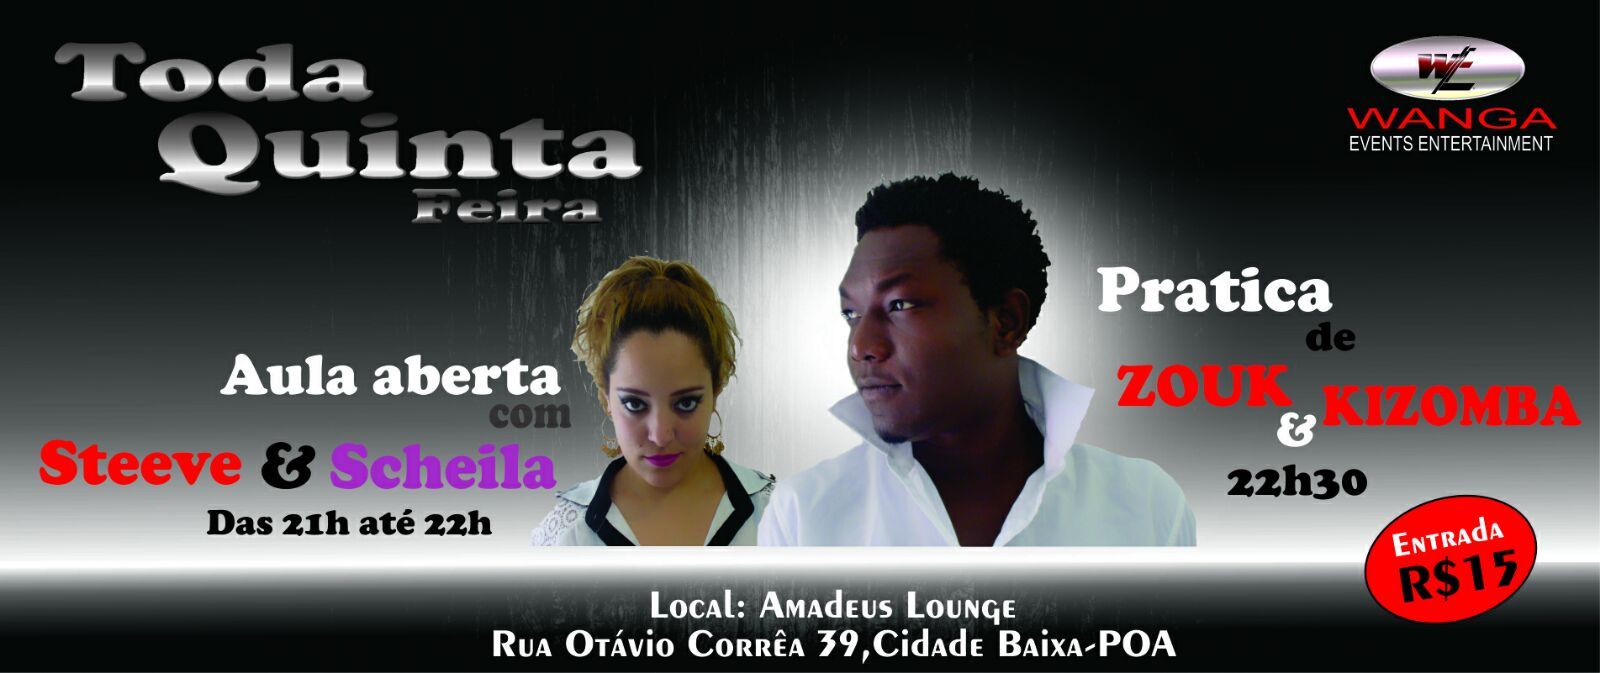 Toda
Quinta
Feira
WE
WANGA
EVENTS ENTERTAINMENT
Aula aberta
com
Steeve & Scheila
Das 21h até 22h
Pratica
de
ZOUK
& KIZOMBA
22h30
Entrada
R$15
Local: Amadeus Lounge
Rua Otávio Corrêa 39,Cidade Baixa-POA